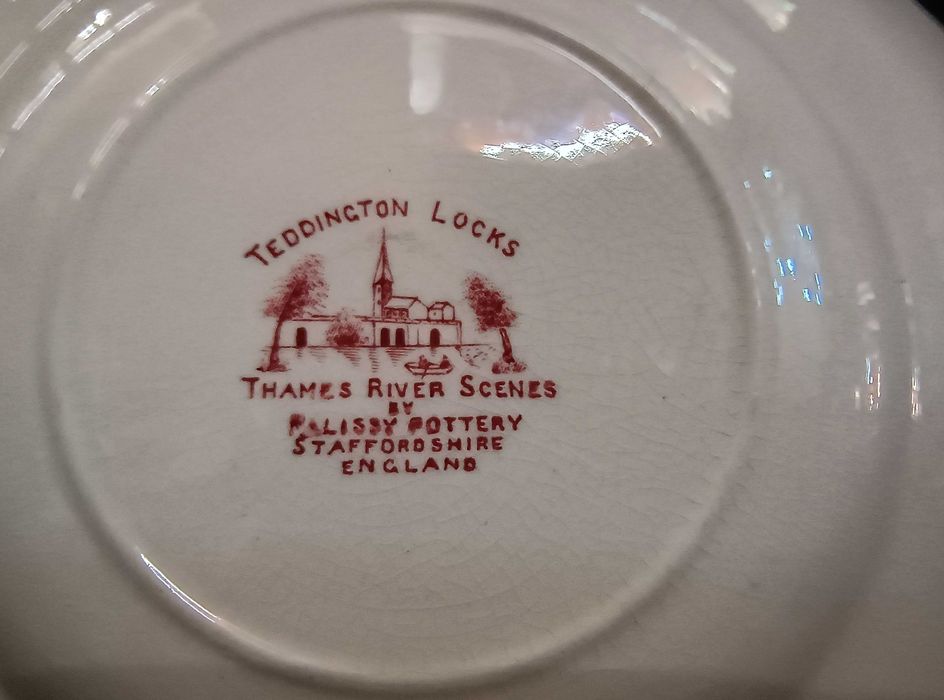 TEDDINGTON LOCKS
THAMES RIVER SCENES
BY
PALISSY POTTERY
STAFFORDSHIRE
ENGLAND